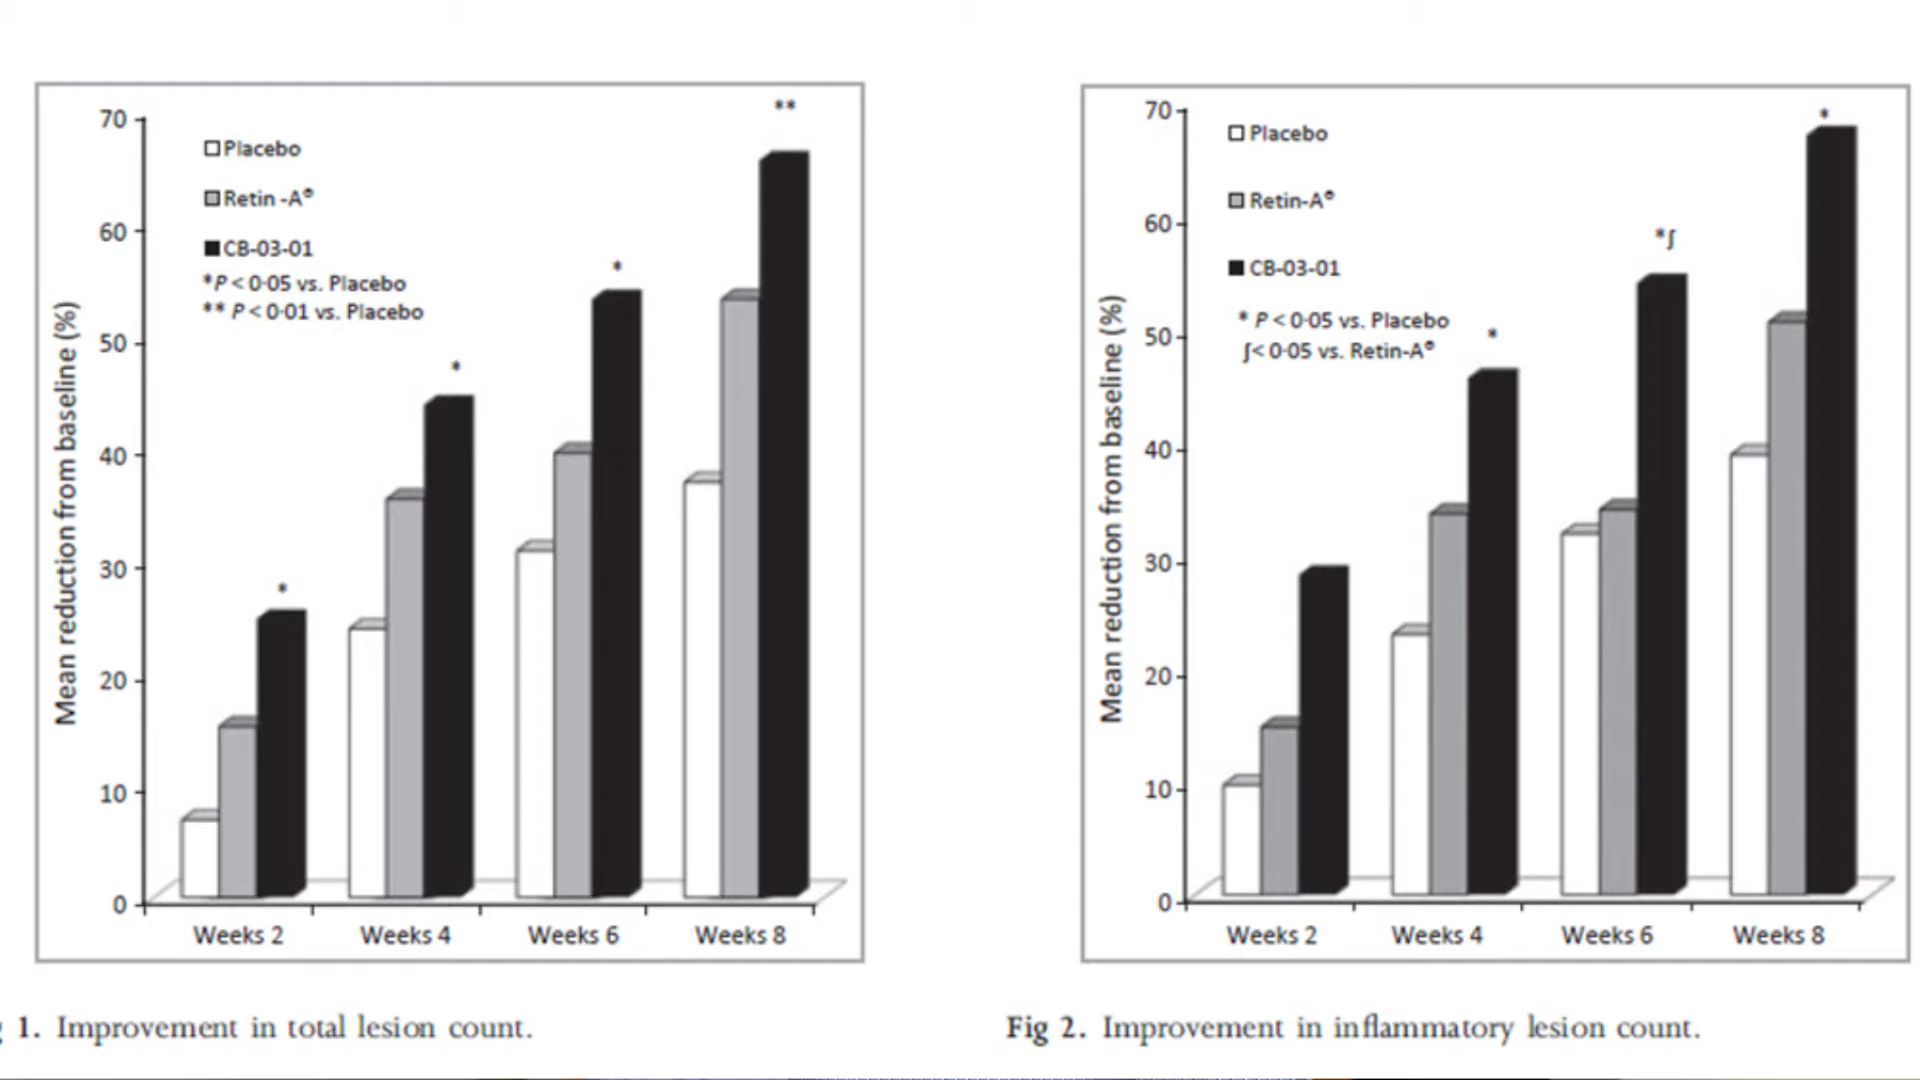 70
60
50
40
30
20
10
0
Mean reduction from baseline (%)
Placebo
Retin -A®
CB-03-01
*P < 0·05 vs. Placebo
** P < 0·01 vs. Placebo
*
*
*
**
Weeks 2 Weeks 4 Weeks 6 Weeks 8
1. Improvement in total lesion count.
70
60
50
40
30
20
10
0
Mean reduction from baseline (%)
Placebo
Retin-A®
CB-03-01
* P < 0·05 vs. Placebo
ʃ< 0·05 vs. Retin-A®
*
*ʃ
*
Weeks 2 Weeks 4 Weeks 6 Weeks 8
Fig 2. Improvement in inflammatory lesion count.